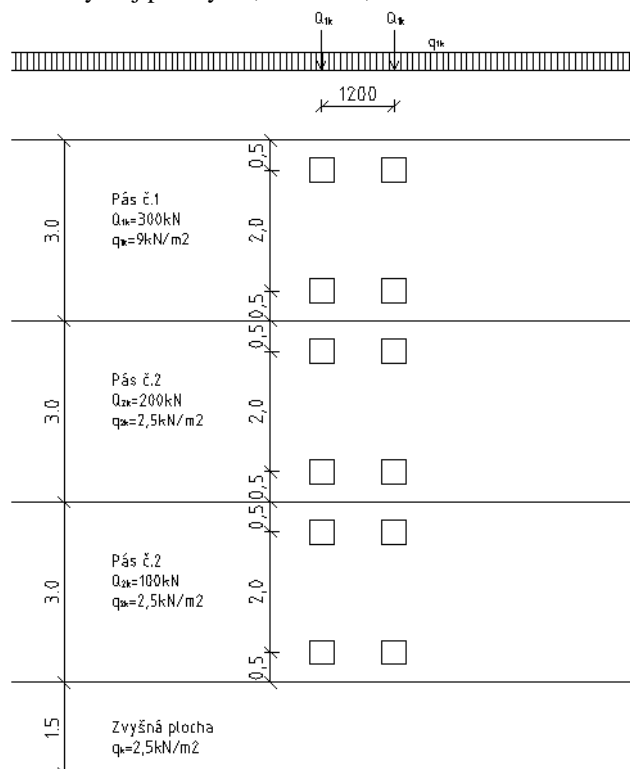 Q1k Q1k
q1k
1200
0,5
Pás č.1
Q1k=300kN
q1k=9kN/m2
3.0
2,0
0,5
0,5
Pás č.2
Q2k=200kN
q2k=2,5kN/m2
3.0
2,0
0,5
0,5
Pás č.2
Q2k=100kN
q3k=2,5kN/m2
3.0
2,0
0,5
1.5
Zvyšná plocha
qk=2,5kN/m2